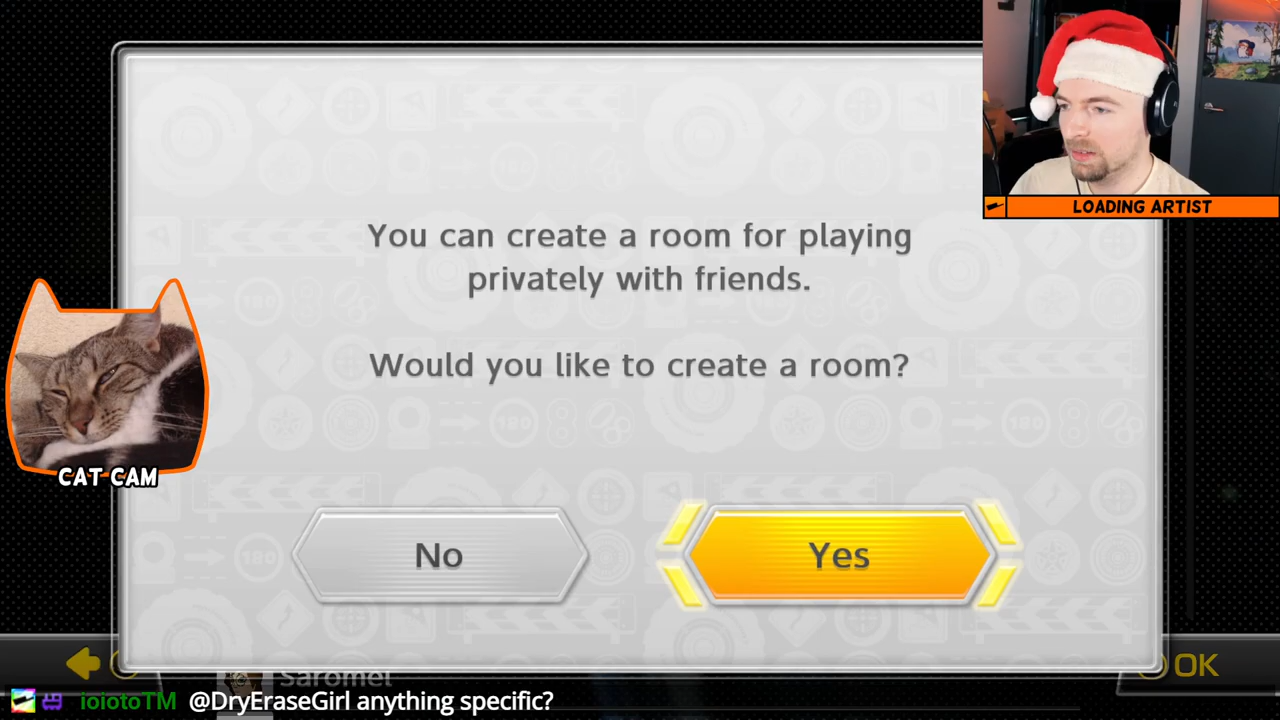 LOADING ARTIST
You can create a room for playing
privately with friends.
Would you like to create a room?
CAT CAM
No
Yes
OK
Saromel
ioiotoTM @DryEraseGirl anything specific?